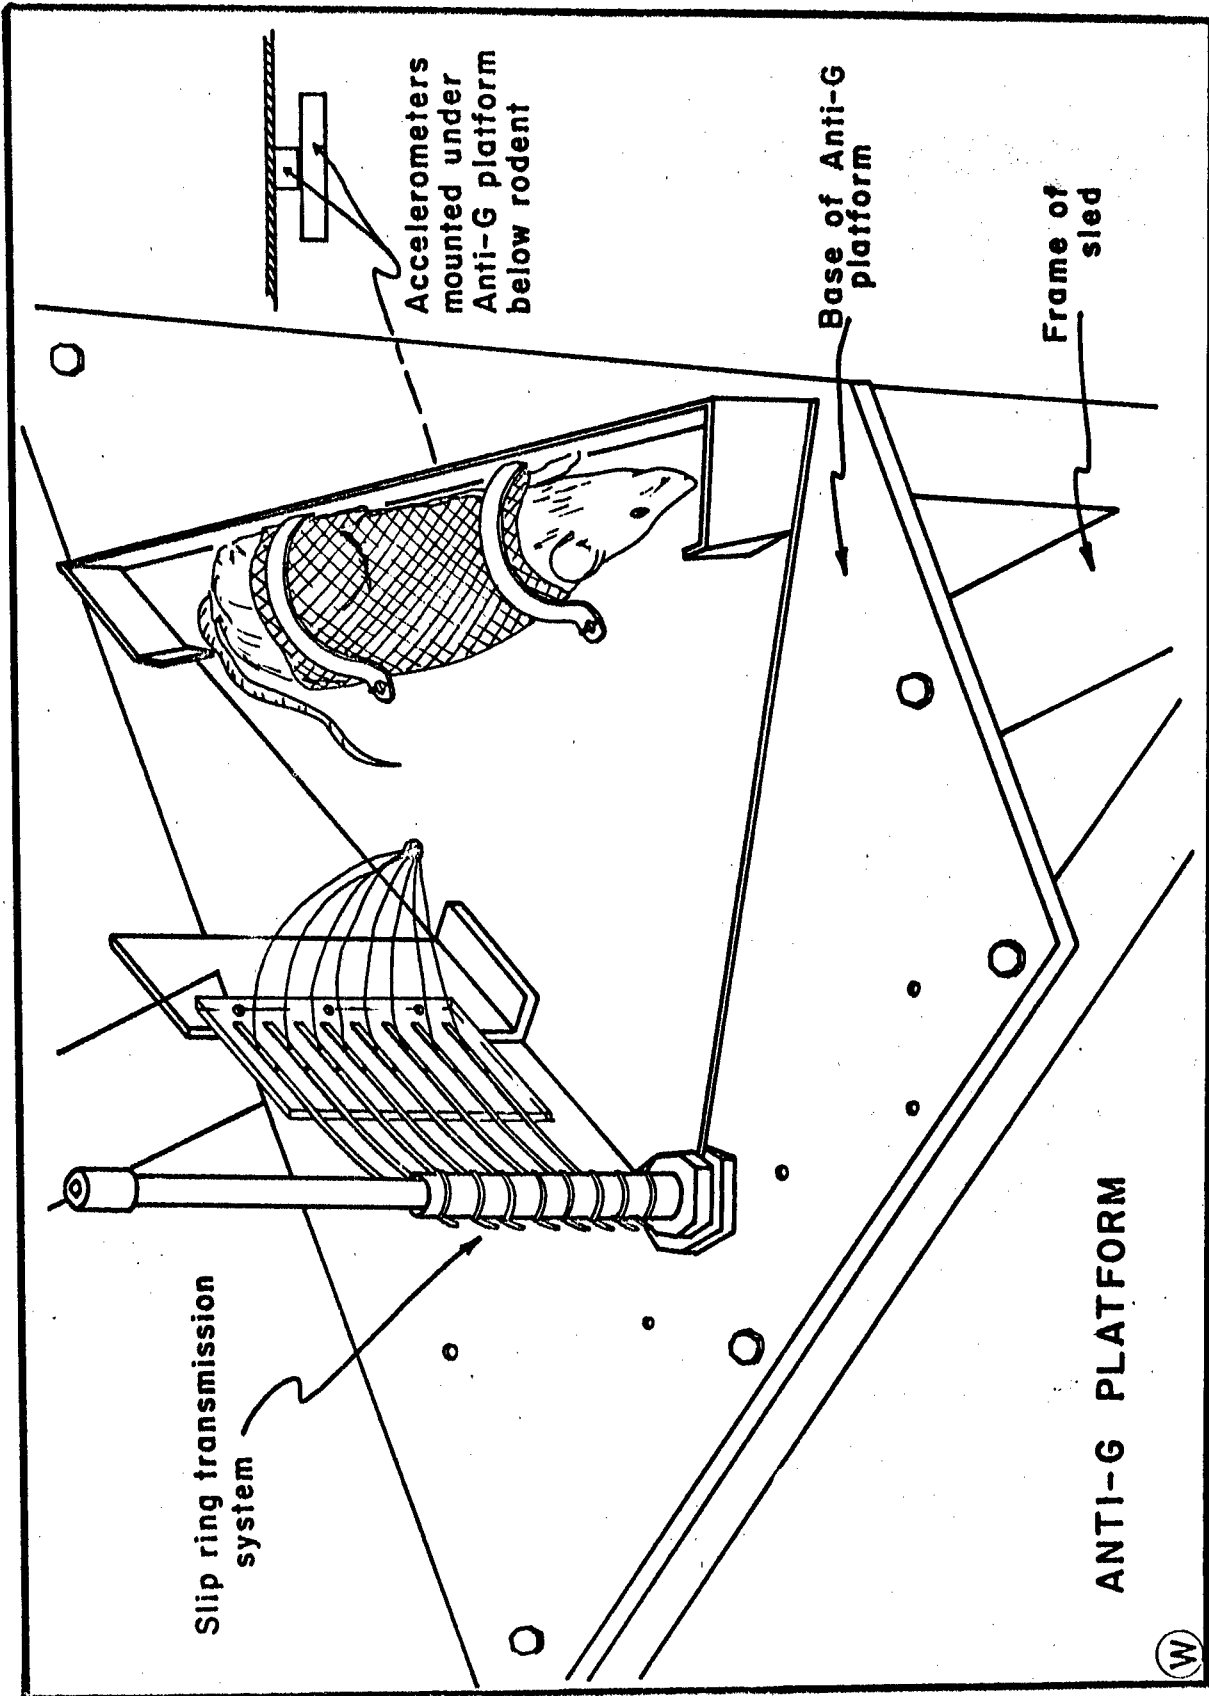 Slip ring transmission
system
Accelerometers
mounted under
Anti-G platform
below rodent
Base of Anti-G
platform
Frame of
sled
ANTI-G PLATFORM
W